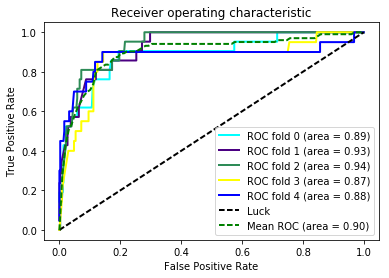 Receiver operating characteristic
True Positive Rate
1.0
0.8
0.6
0.4
0.2
0.0
ROC fold 0 (area = 0.89)
ROC fold 1 (area = 0.93)
ROC fold 2 (area = 0.94)
ROC fold 3 (area = 0.87)
ROC fold 4 (area = 0.88)
Luck
Mean ROC (area = 0.90)
0.0 0.2 0.4 0.6 0.8 1.0
False Positive Rate